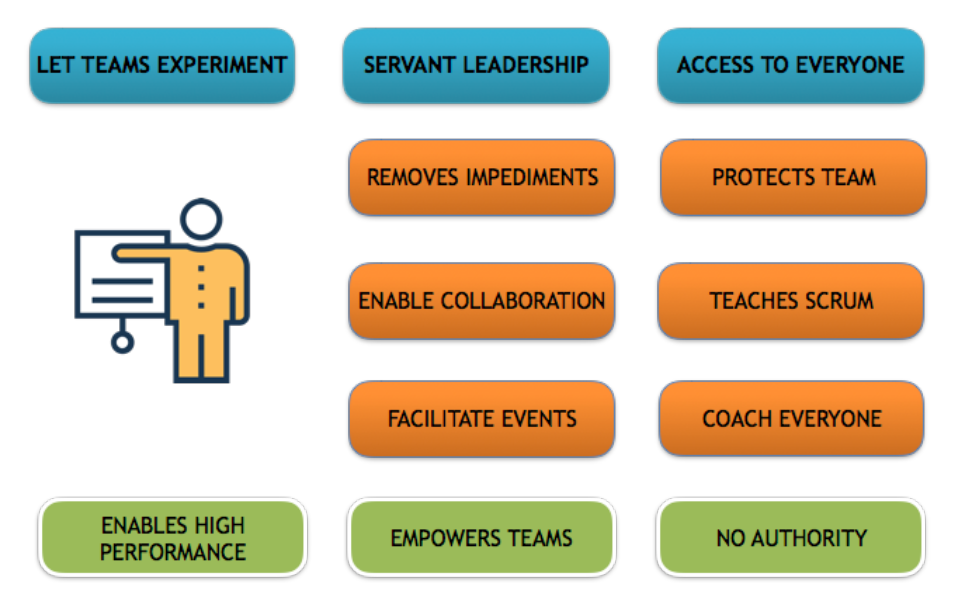 LET TEAMS EXPERIMENT
SERVANT LEADERSHIP
ACCESS TO EVERYONE
REMOVES IMPEDIMENTS
PROTECTS TEAM
ENABLE COLLABORATION
TEACHES SCRUM
FACILITATE EVENTS
COACH EVERYONE
ENABLES HIGH
PERFORMANCE
EMPOWERS TEAMS
NO AUTHORITY